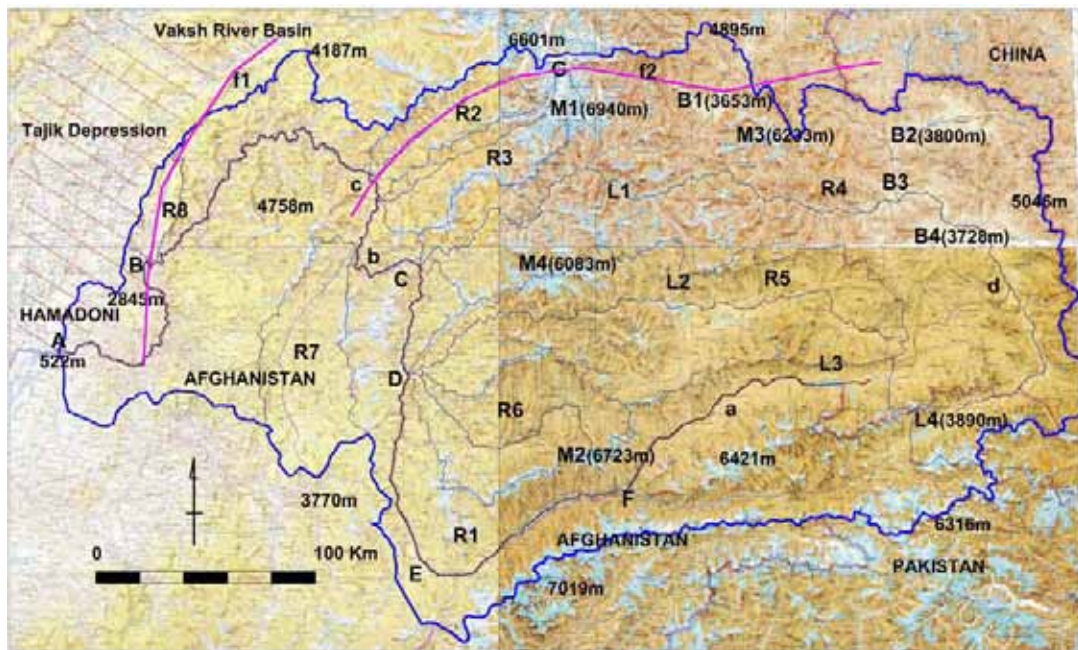 Vaksh River Basin
4187m
6601m
4895m
CHINA
f1
G
f2
R2
M1(6940m)
B1(3653m)
Tajik Depression
M3(6233m)
B2(3800m)
R3
c
L1
R4
B3
R8
4758m
5046m
B4(3728m)
B
b
C
M4(6083m)
L2
R5
d
2845m
HAMADONI
A
522m
R7
L3
AFGHANISTAN
D
R6
a
L4(3890m)
M2(6723m)
6421m
F
3770m
R1
AFGHANISTAN
6316m
0
100 Km
E
PAKISTAN
7019m